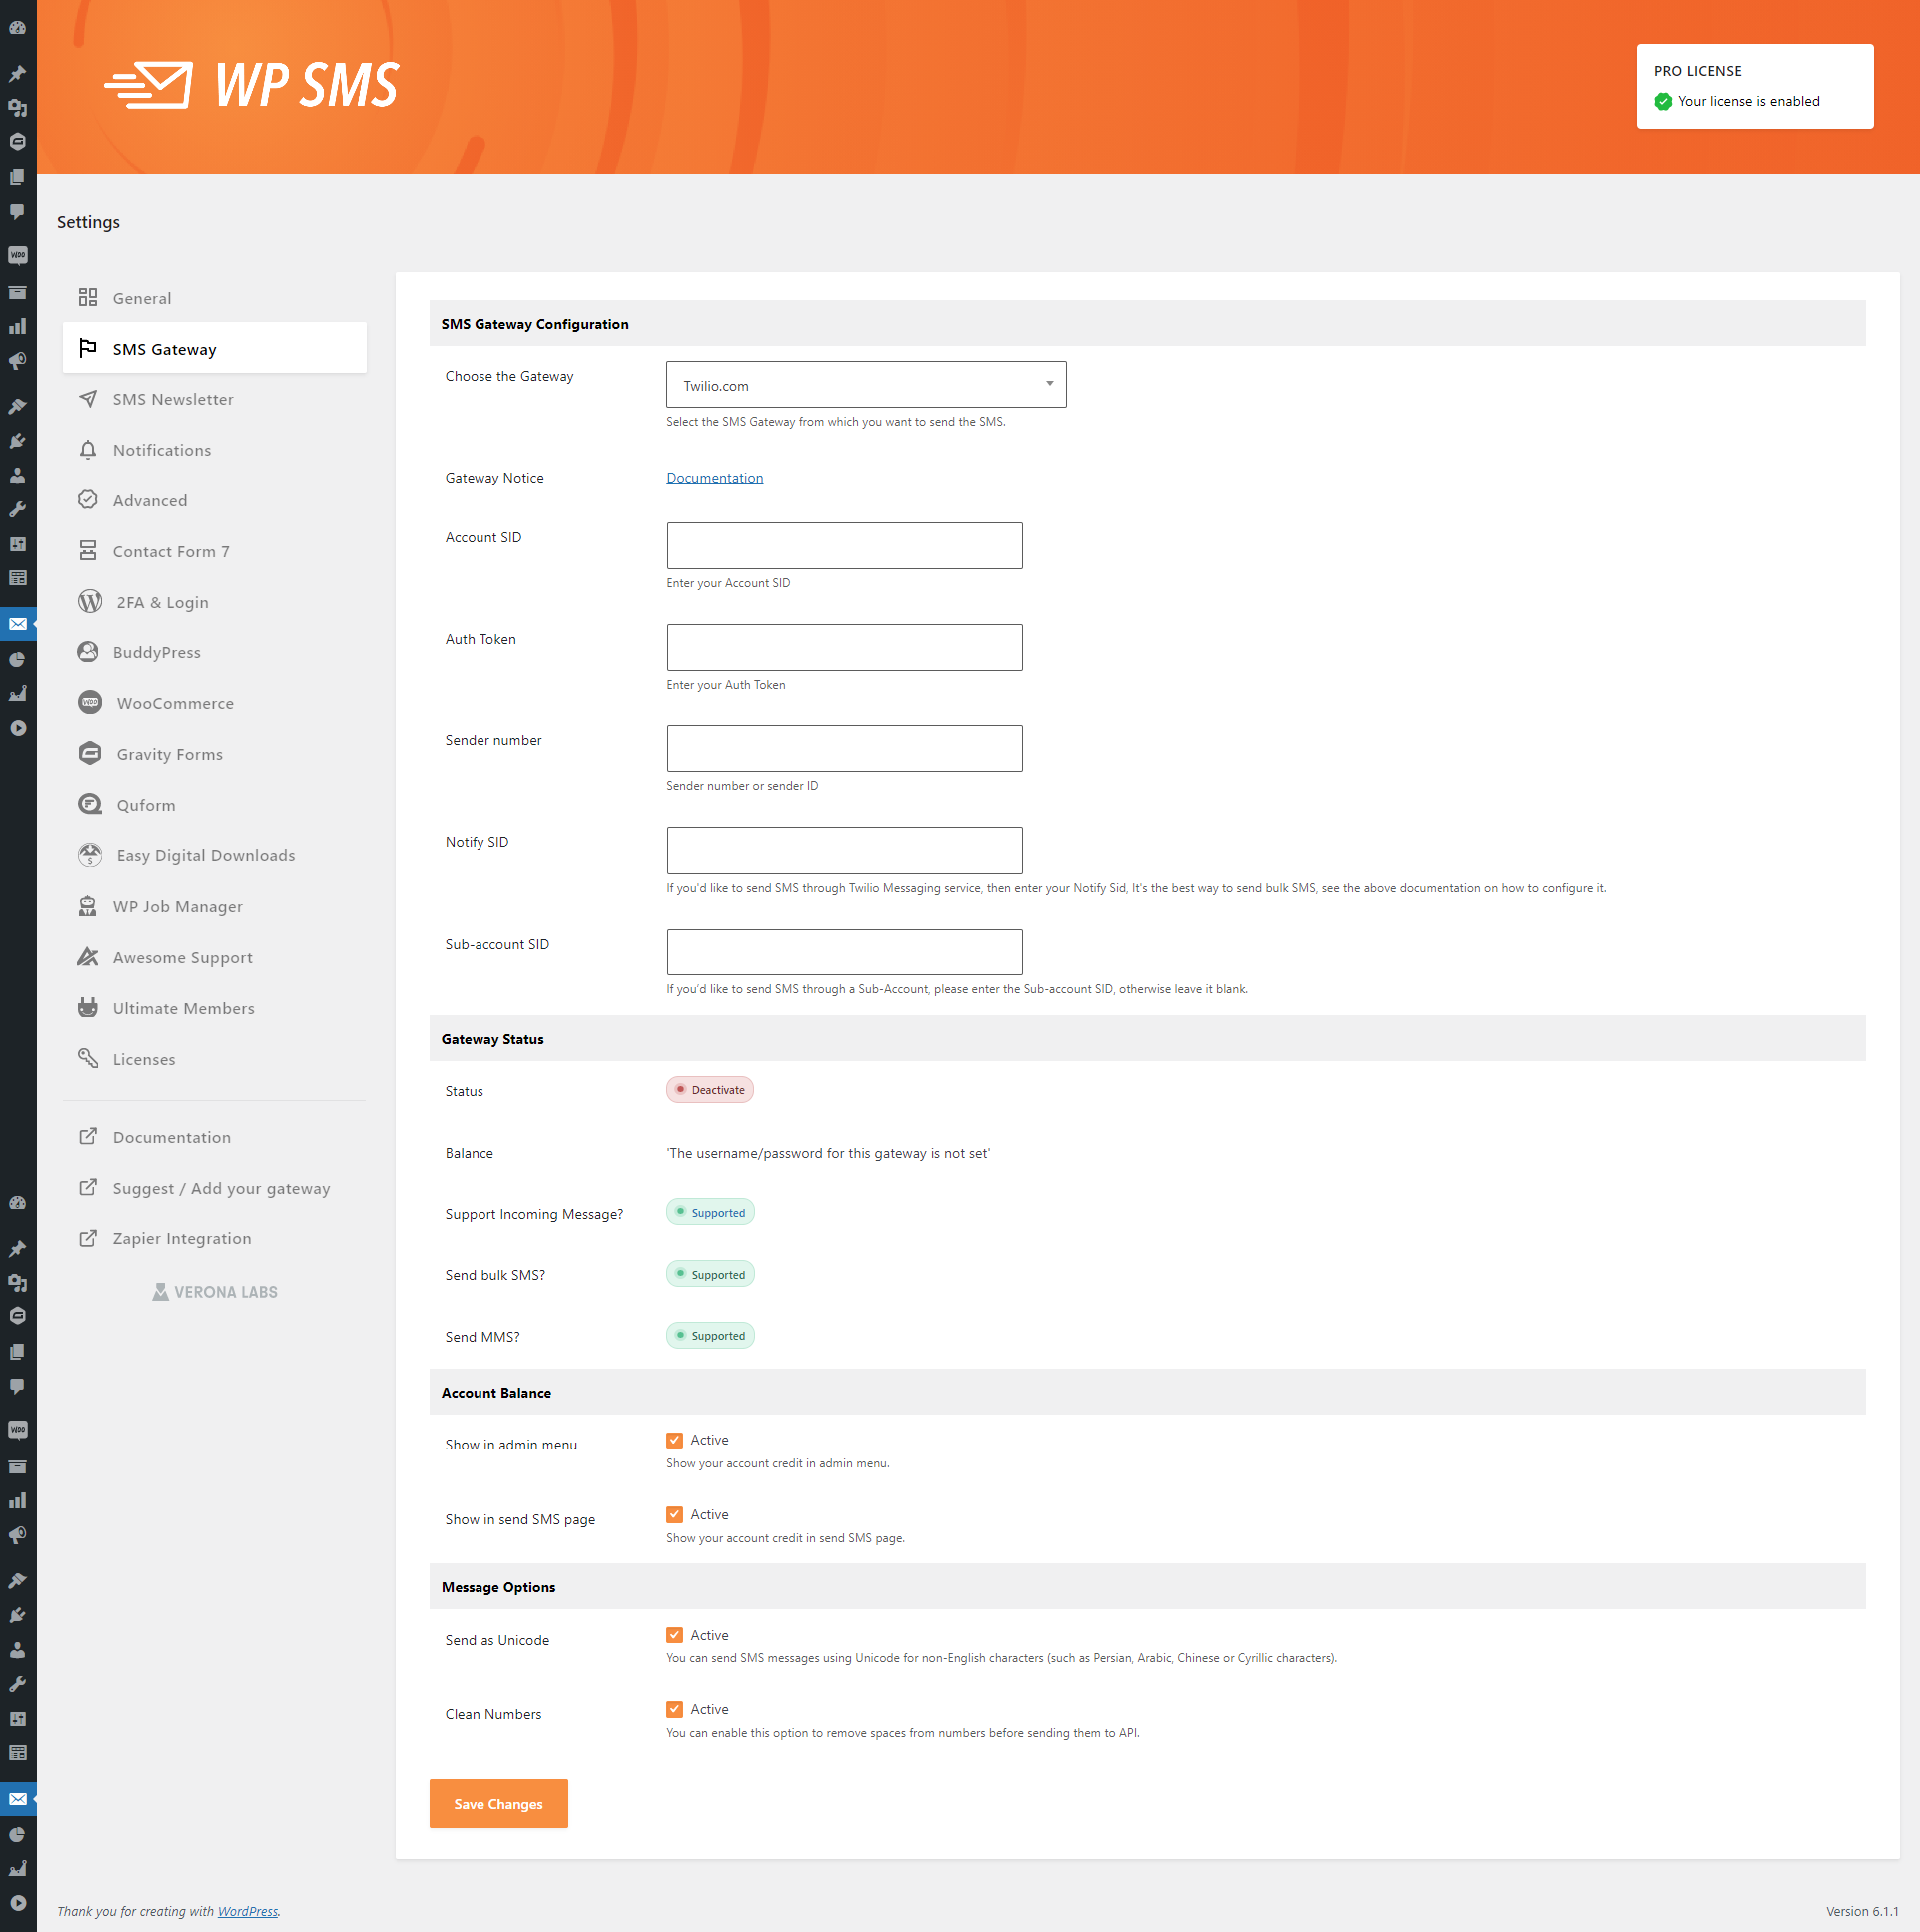 WP SMS
PRO LICENSE
Your license is enabled
Settings
General
SMS Gateway
SMS Newsletter
Notifications
Advanced
Contact Form 7
2FA & Login
BuddyPress
WooCommerce
Gravity Forms
Quform
Easy Digital Downloads
WP Job Manager
Awesome Support
Ultimate Members
Licenses
Documentation
Suggest / Add your gateway
Zapier Integration
VERONA LABS
SMS Gateway Configuration
Choose the Gateway
Twilio.com
Select the SMS Gateway from which you want to send the SMS.
Gateway Notice
Documentation
Account SID
Enter your Account SID
Auth Token
Enter your Auth Token
Sender number
Sender number or sender ID
Notify SID
If you'd like to send SMS through Twilio Messaging service, then enter your Notify Sid, It's the best way to send bulk SMS, see the above documentation on how to configure it.
Sub-account SID
If you'd like to send SMS through a Sub-Account, please enter the Sub-account SID, otherwise leave it blank.
Gateway Status
Status
Deactivate
Balance
'The username/password for this gateway is not set'
Support Incoming Message?
Supported
Send bulk SMS?
Supported
Send MMS?
Supported
Account Balance
Show in admin menu
Active
Show your account credit in admin menu.
Show in send SMS page
Active
Show your account credit in send SMS page.
Message Options
Send as Unicode
Active
You can send SMS messages using Unicode for non-English characters (such as Persian, Arabic, Chinese or Cyrillic characters).
Clean Numbers
Active
You can enable this option to remove spaces from numbers before sending them to API.
Save Changes
Thank you for creating with WordPress.
Version 6.1.1